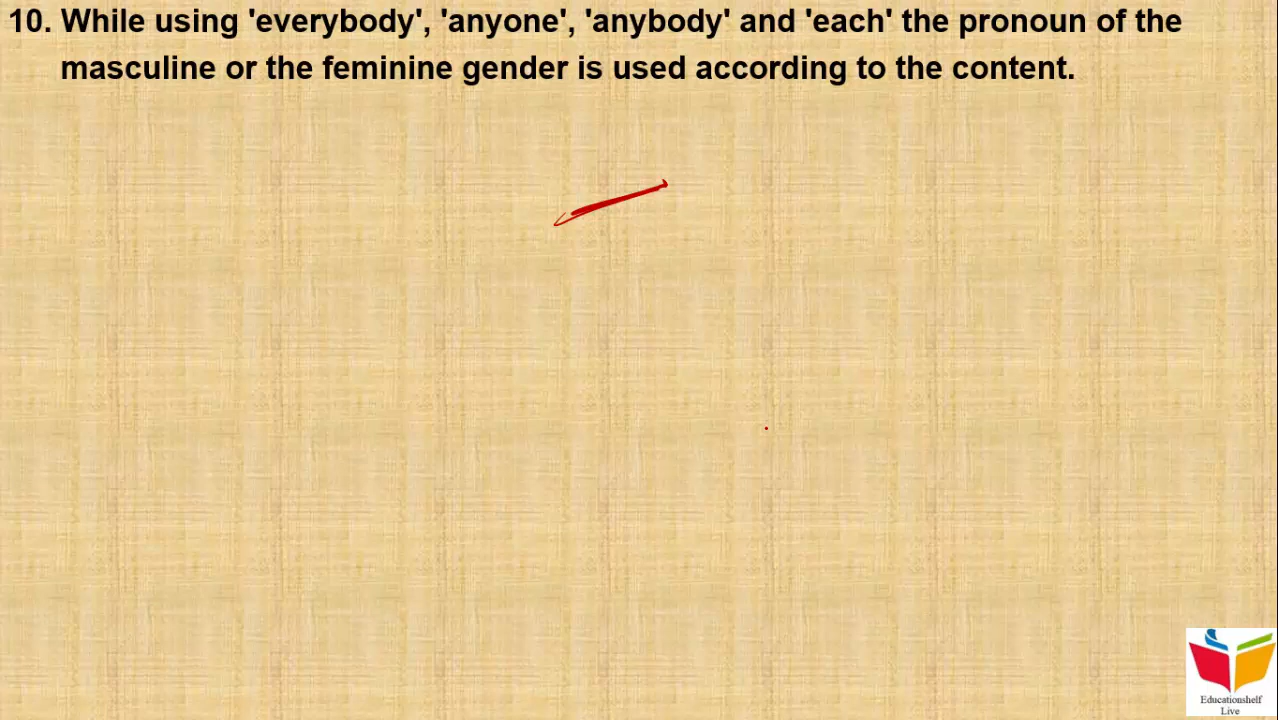 10. While using 'everybody', 'anyone', 'anybody' and 'each' the pronoun of the
masculine or the feminine gender is used according to the content.
Educationshelf
Live